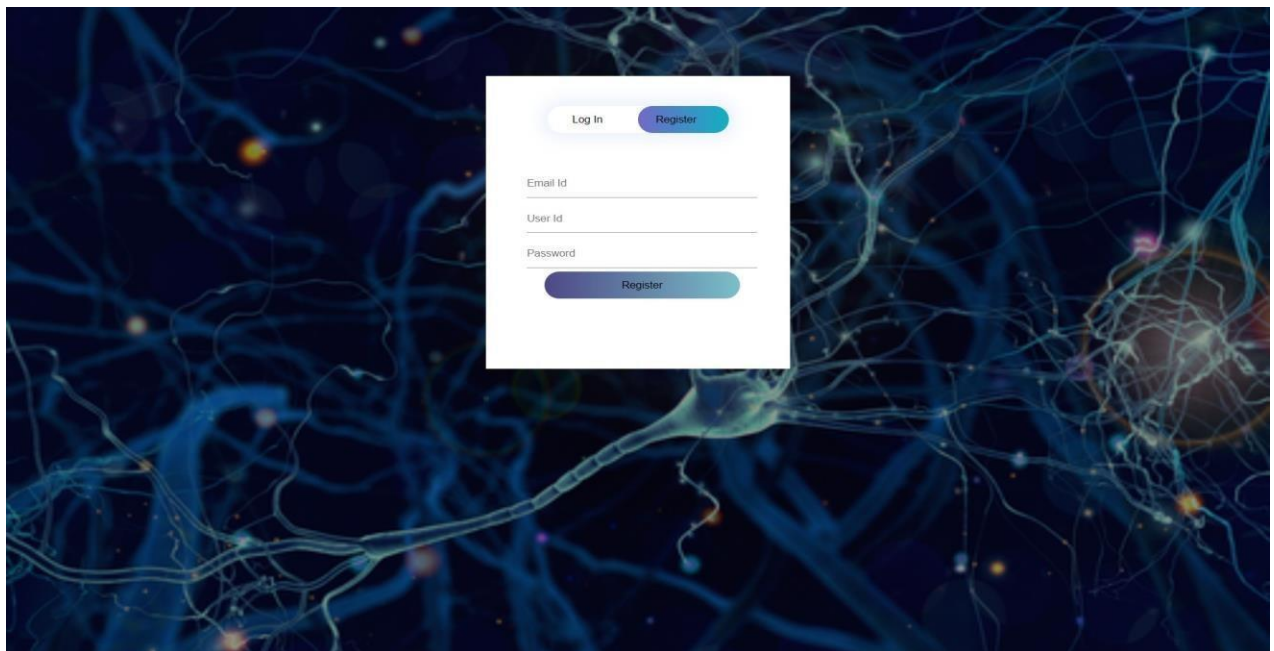 Log In Register
Email Id
User Id
Password
Register